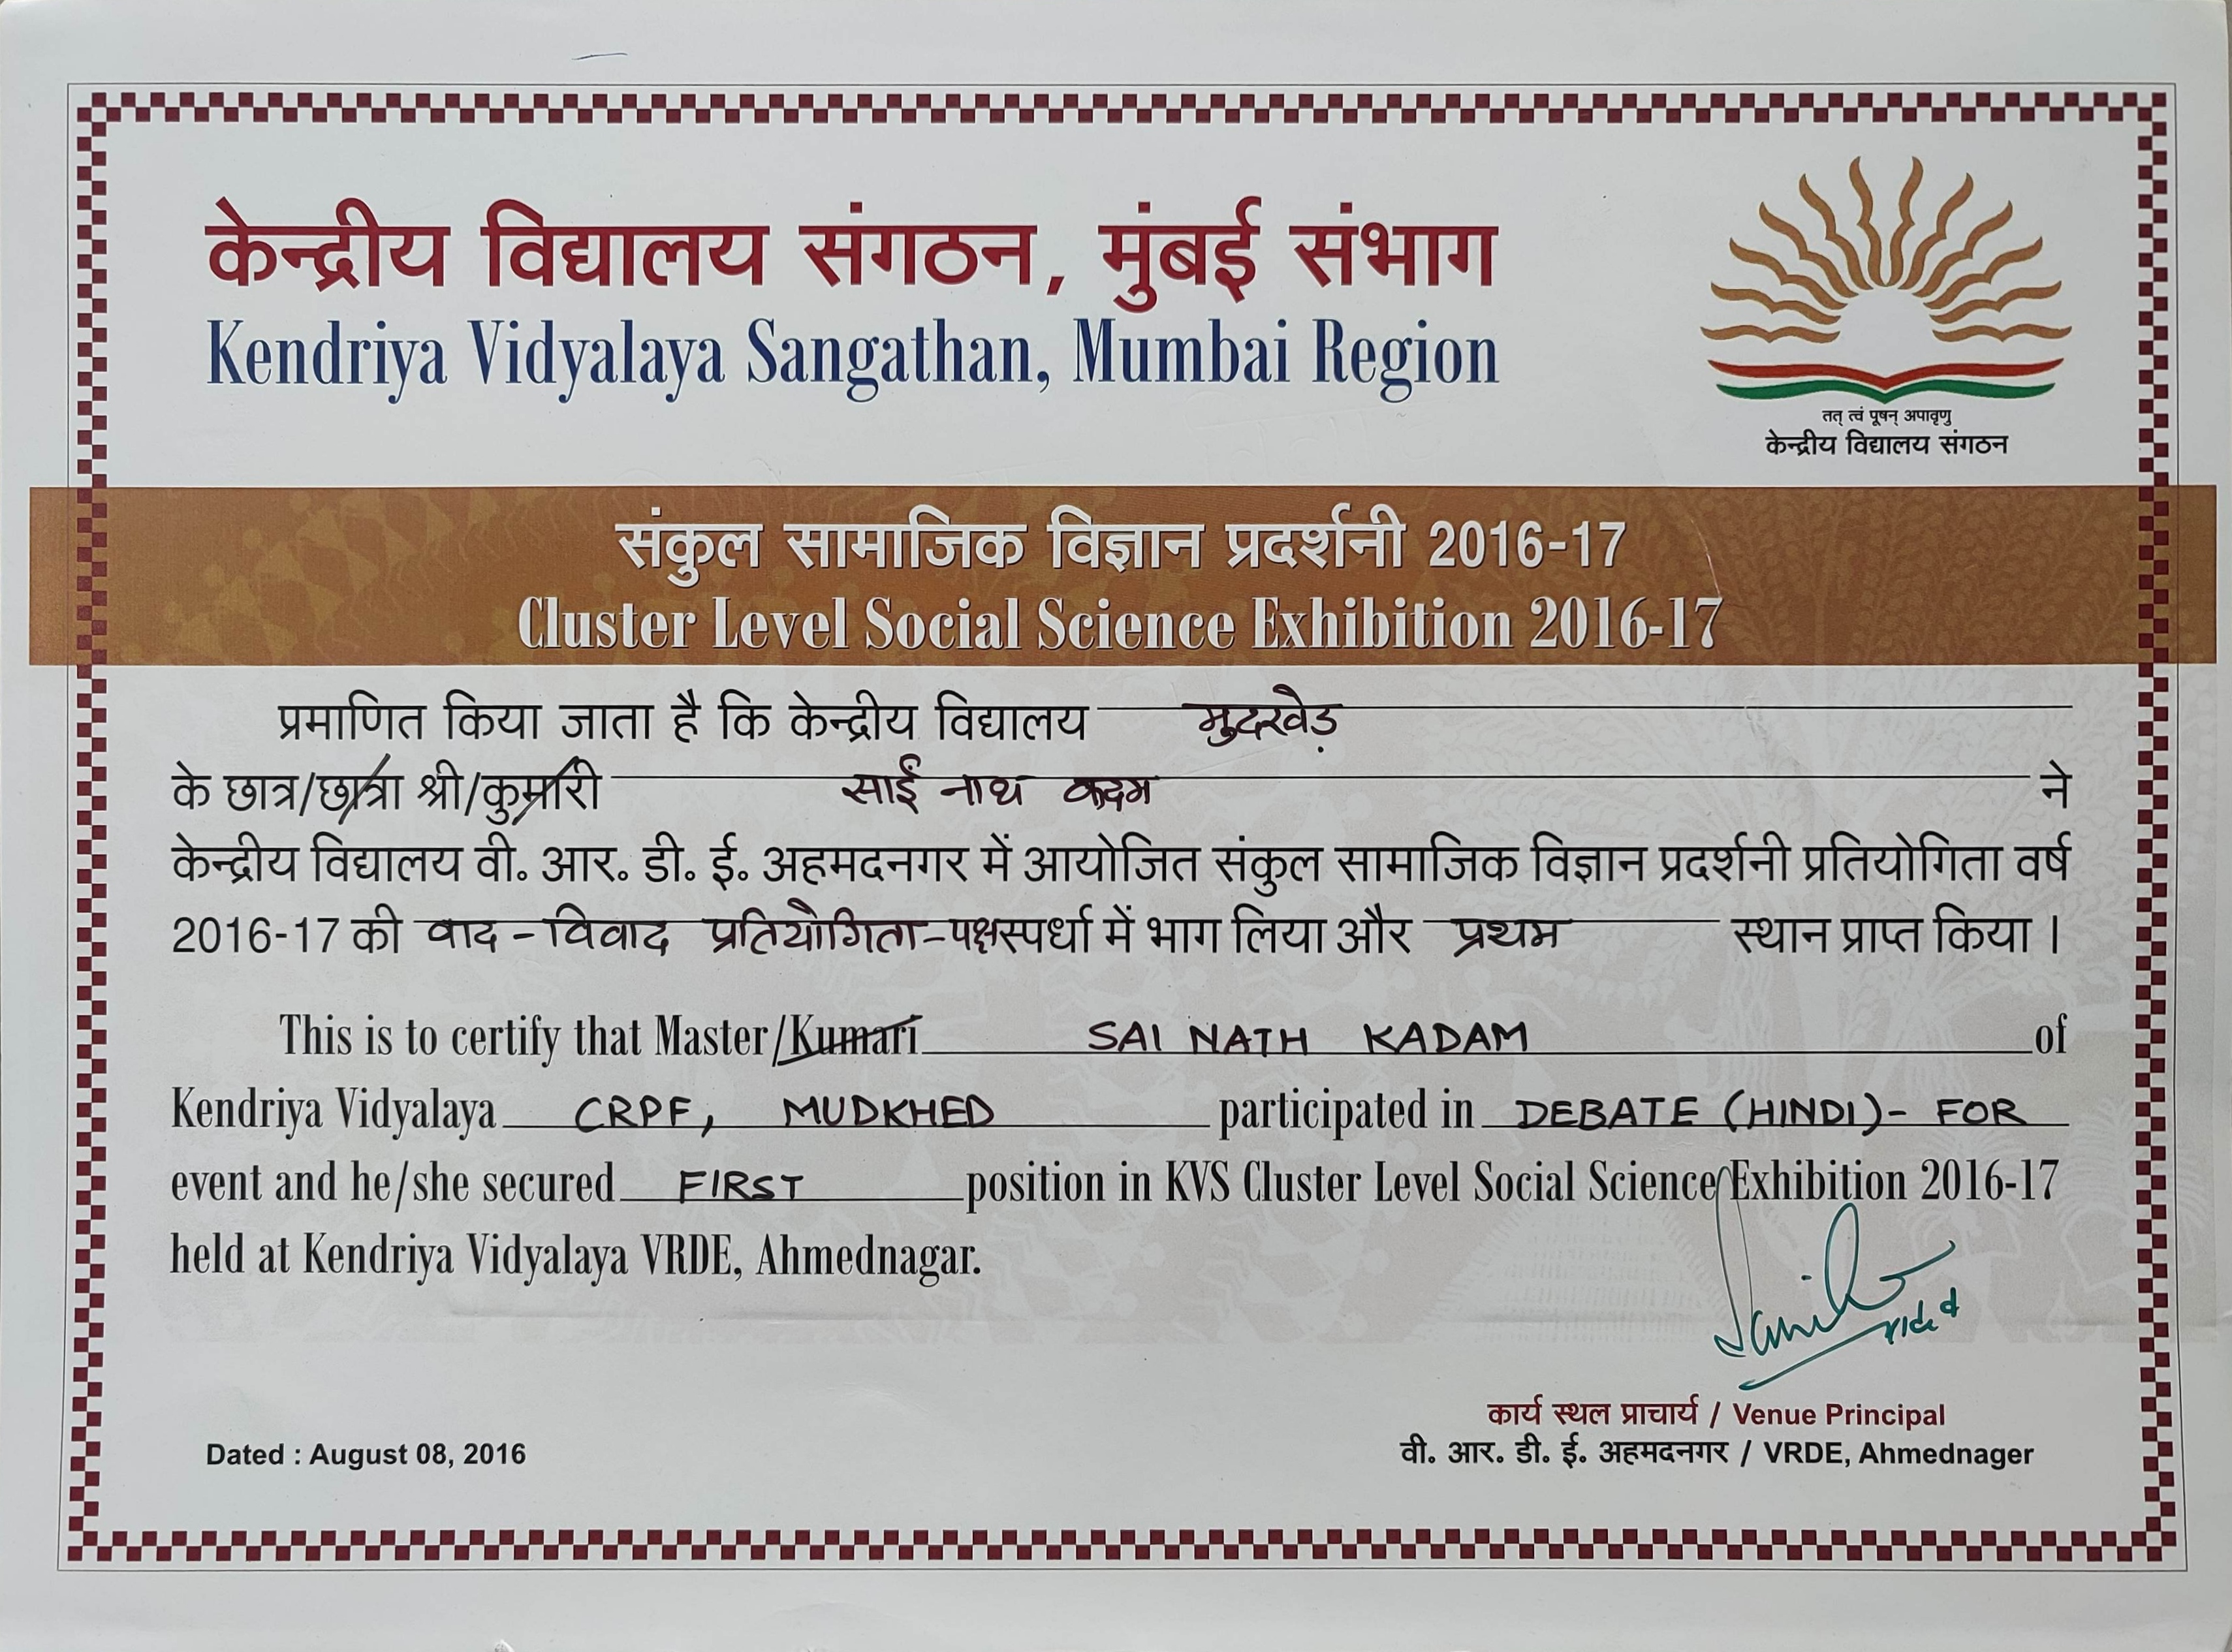 केन्द्रीय विद्यालय संगठन, मुंबई संभाग
Kendriya Vidyalaya Sangathan, Mumbai Region
तत् त्वं पूषन् अपावृणु
केन्द्रीय विद्यालय संगठन
संकुल सामाजिक विज्ञान प्रदर्शनी 2016-17
Cluster Level Social Science Exhibition 2016-17
प्रमाणित किया जाता है कि केन्द्रीय विद्यालय मुदखेड़
के छात्र/छात्रा श्री/कुमारी साईं नाथ कदम ने
केन्द्रीय विद्यालय वी. आर. डी. ई. अहमदनगर में आयोजित संकुल सामाजिक विज्ञान प्रदर्शनी प्रतियोगिता वर्ष
2016-17 की वाद-विवाद प्रतियोगिता-पक्ष स्पर्धा में भाग लिया और प्रथम स्थान प्राप्त किया ।
This is to certify that Master/Kumari SAI NATH KADAM of
Kendriya Vidyalaya CRPF, MUDKHED participated in DEBATE (HINDI)- FOR
event and he/she secured FIRST position in KVS Cluster Level Social Science Exhibition 2016-17
held at Kendriya Vidyalaya VRDE, Ahmednagar.
कार्य स्थल प्राचार्य / Venue Principal
Dated : August 08, 2016
वी. आर. डी. ई. अहमदनगर / VRDE, Ahmednager